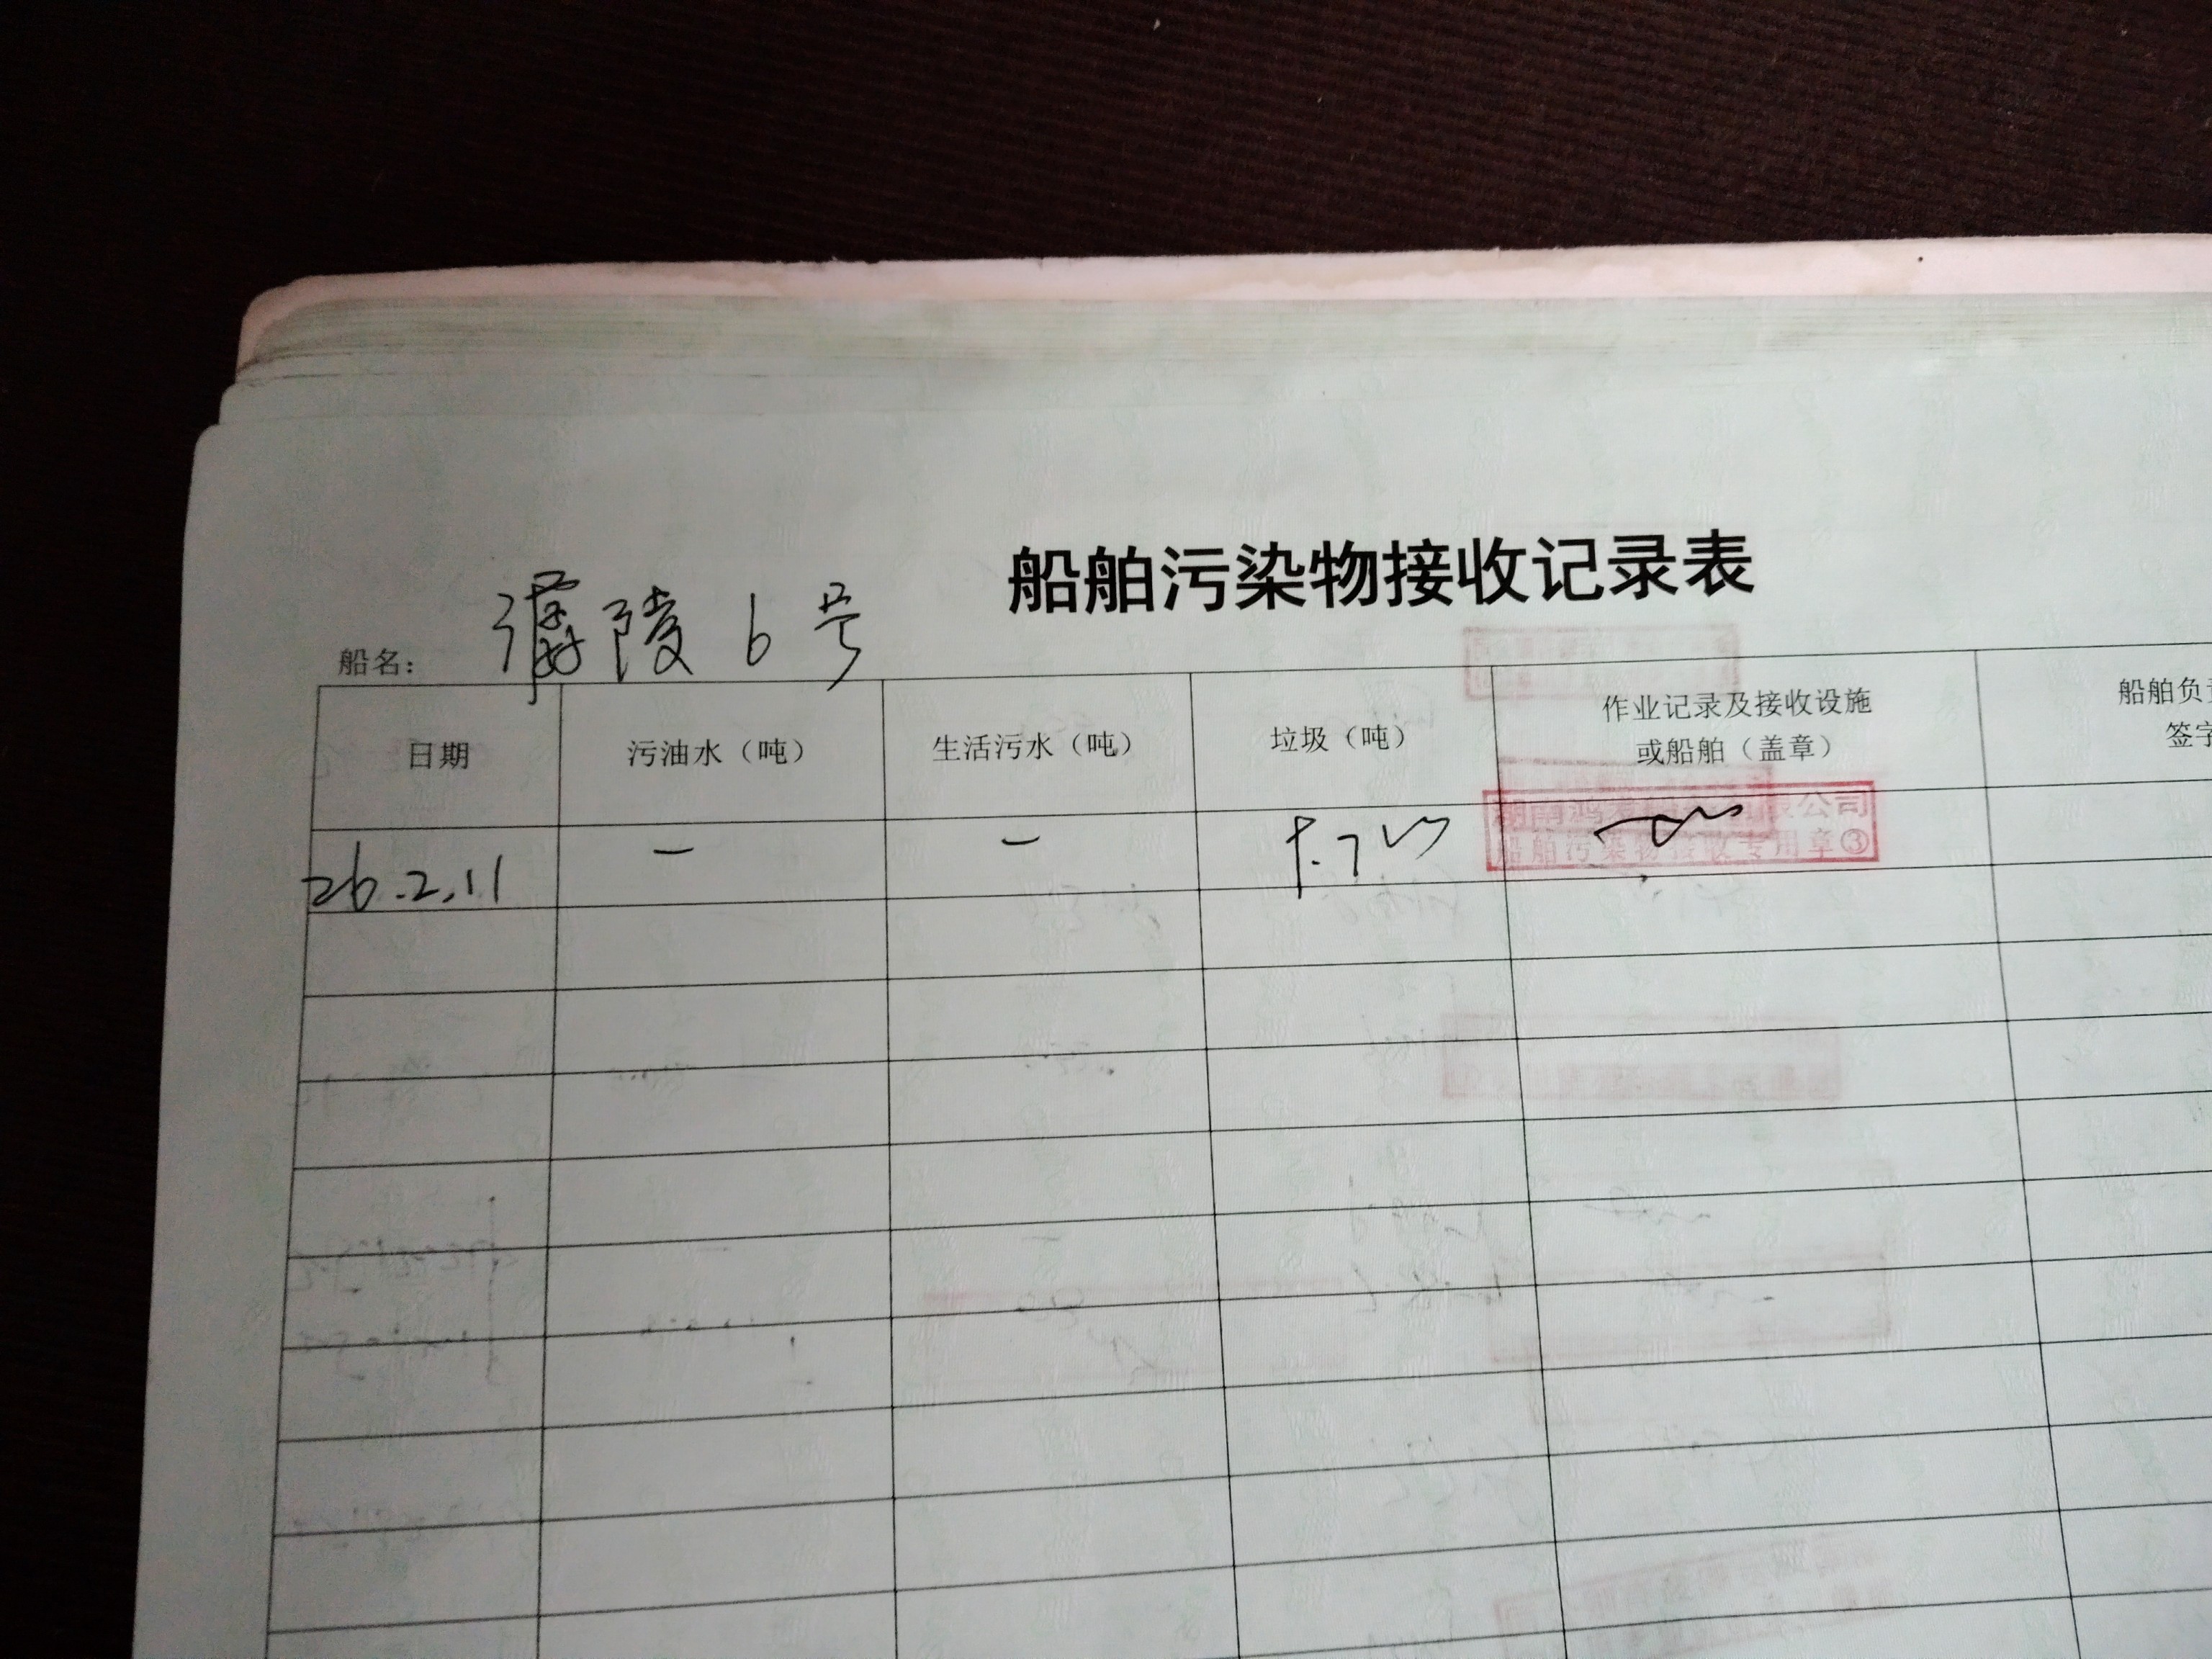 船舶污染物接收记录表
船名: 灞陵6号
日期 污油水（吨） 生活污水（吨） 垃圾（吨） 作业记录及接收设施或船舶（盖章） 船舶负 签字
26.2.11 — —
湖南鸿 限公司
船舶污染物接收专用章③